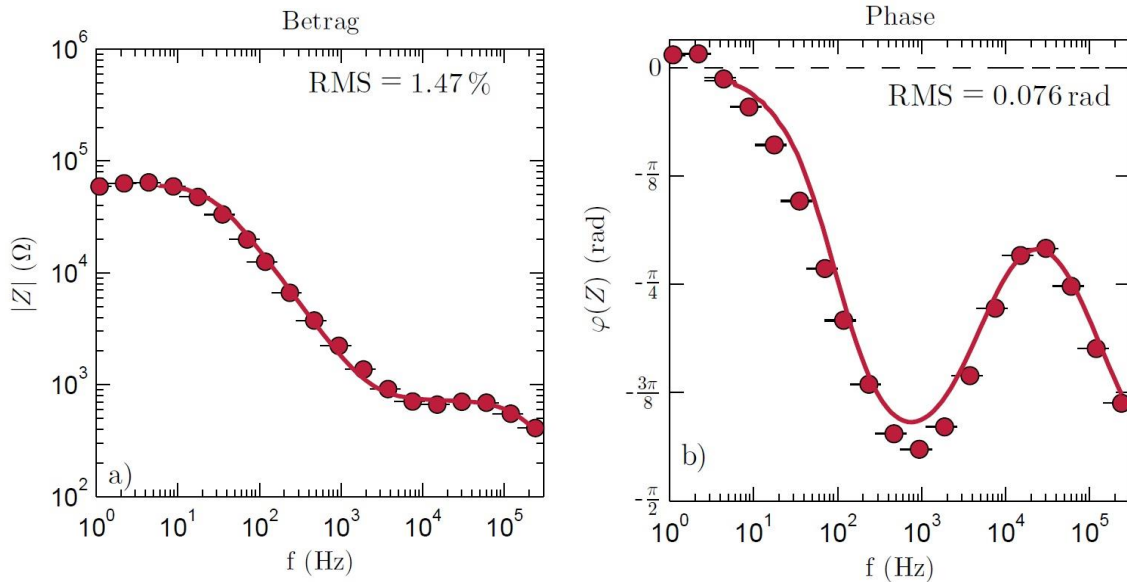 Betrag
RMS = 1.47 %
|Z| (Ω)
10⁶
10⁵
10⁴
10³
10²
a)
10⁰ 10¹ 10² 10³ 10⁴ 10⁵
f (Hz)
Phase
RMS = 0.076 rad
φ(Z) (rad)
0
-π/8
-π/4
-3π/8
-π/2
b)
10⁰ 10¹ 10² 10³ 10⁴ 10⁵
f (Hz)